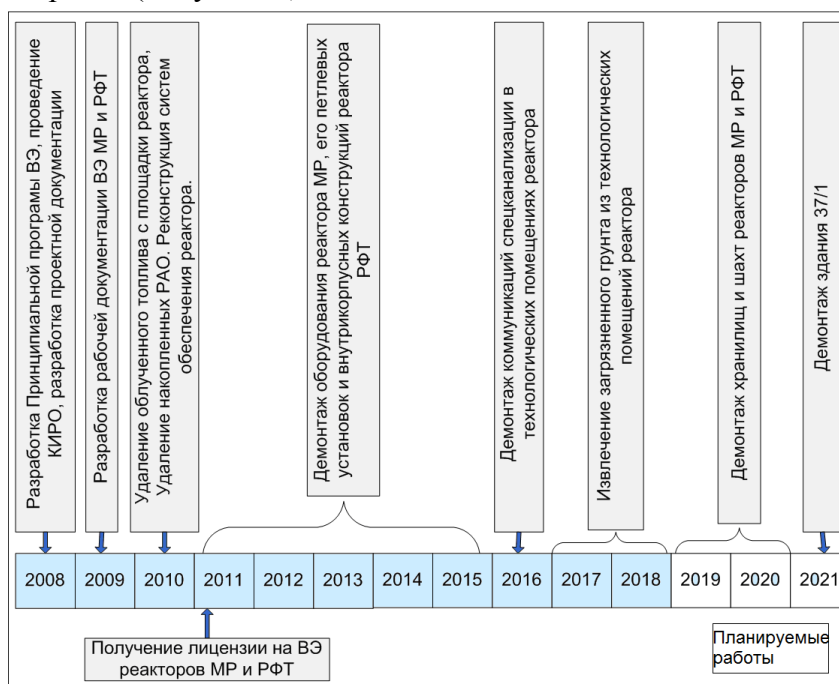 Разработка Принципиальной програмы ВЭ, проведение
КИРО, разработка проектной документации
Разработка рабочей документации ВЭ МР и РФТ
Удаление облученного топлива с площадки реактора,
Удаление накопленных РАО. Реконструкция систем
обеспечения реактора.
Демонтаж оборудования реактора МР, его петлевых
установок и внутрикорпусных конструкций реактора
РФТ
Демонтаж коммуникаций спецканализации в
технологических помещениях реактора
Извлечение загрязненного грунта из технологических
помещений реактора
Демонтаж хранилищ и шахт реакторов МР и РФТ
Демонтаж здания 37/1
2008 2009 2010 2011 2012 2013 2014 2015 2016 2017 2018 2019 2020 2021
Получение лицензии на ВЭ
реакторов МР и РФТ
Планируемые
работы